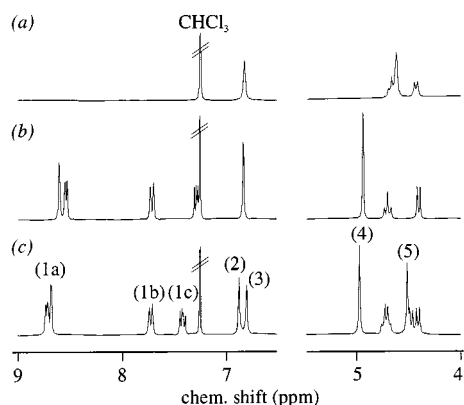 (a)
CHCl3
(b)
(c)
(1a)
(1b)
(1c)
(2)
(3)
(4)
(5)
9 8 7 5 4
chem. shift (ppm)